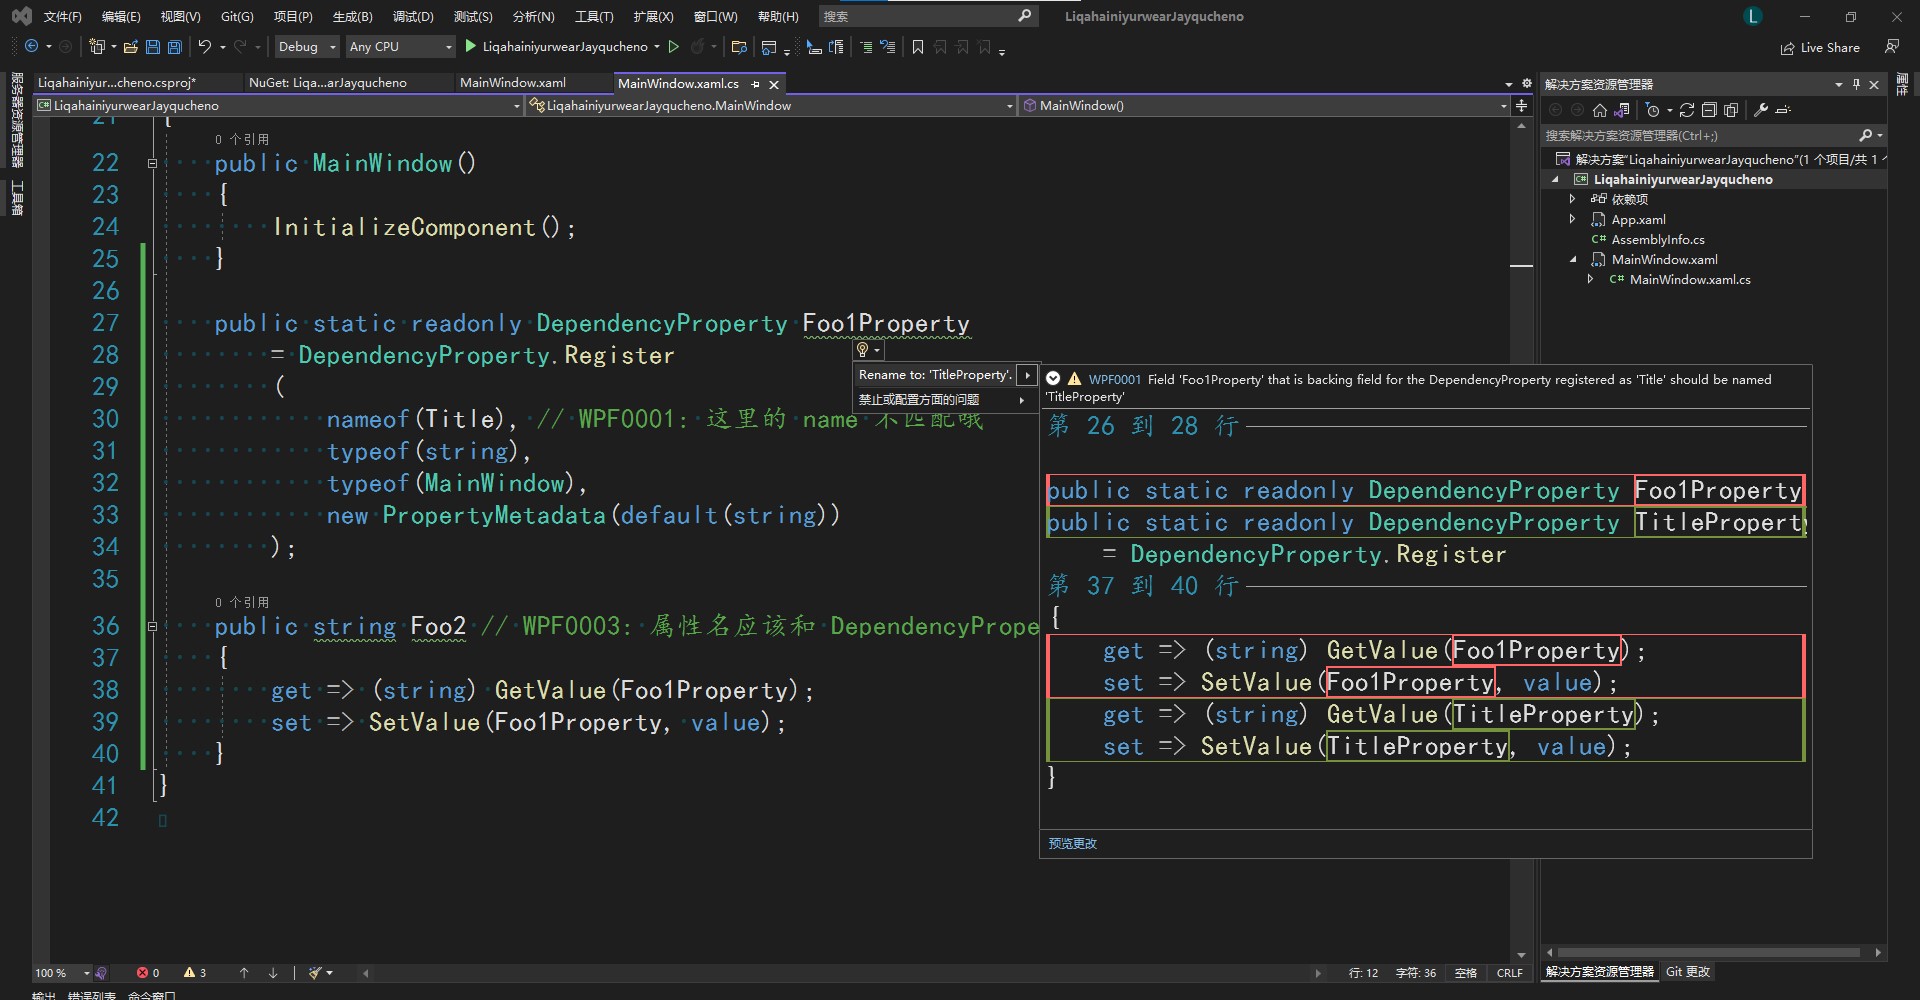 文件(F) 编辑(E) 视图(V) Git(G) 项目(P) 生成(B) 调试(D) 测试(S) 分析(N) 工具(T) 扩展(X) 窗口(W) 帮助(H) 搜索 LiqahainiyurwearJayqucheno L
Debug Any CPU LiqahainiyurwearJayqucheno Live Share
服务器资源管理器
工具箱
Liqahainiyur...cheno.csproj* NuGet: Liqa...arJayqucheno MainWindow.xaml MainWindow.xaml.cs
LiqahainiyurwearJayqucheno LiqahainiyurwearJayqucheno.MainWindow MainWindow()
21 {
0 个引用
22 public MainWindow()
23 {
24 InitializeComponent();
25 }
26
27 public static readonly DependencyProperty Foo1Property
28 = DependencyProperty.Register
29 (
30 nameof(Title), // WPF0001: 这里的 name 不匹配哦
31 typeof(string),
32 typeof(MainWindow),
33 new PropertyMetadata(default(string))
34 );
35
0 个引用
36 public string Foo2 // WPF0003: 属性名应该和 DependencyPrope
37 {
38 get => (string) GetValue(Foo1Property);
39 set => SetValue(Foo1Property, value);
40 }
41 }
42
Rename to: 'TitleProperty'.
禁止或配置方面的问题
WPF0001 Field 'Foo1Property' that is backing field for the DependencyProperty registered as 'Title' should be named
'TitleProperty'
第 26 到 28 行
public static readonly DependencyProperty Foo1Property
public static readonly DependencyProperty TitlePropert
= DependencyProperty.Register
第 37 到 40 行
{
get => (string) GetValue(Foo1Property);
set => SetValue(Foo1Property, value);
get => (string) GetValue(TitleProperty);
set => SetValue(TitleProperty, value);
}
预览更改
解决方案资源管理器
搜索解决方案资源管理器(Ctrl+;)
解决方案"LiqahainiyurwearJayqucheno"(1 个项目/共 1
LiqahainiyurwearJayqucheno
依赖项
App.xaml
C# AssemblyInfo.cs
MainWindow.xaml
C# MainWindow.xaml.cs
属性
解决方案资源管理器 Git 更改
100 % 0 3 行: 12 字符: 36 空格 CRLF
输出 错误列表 命令窗口